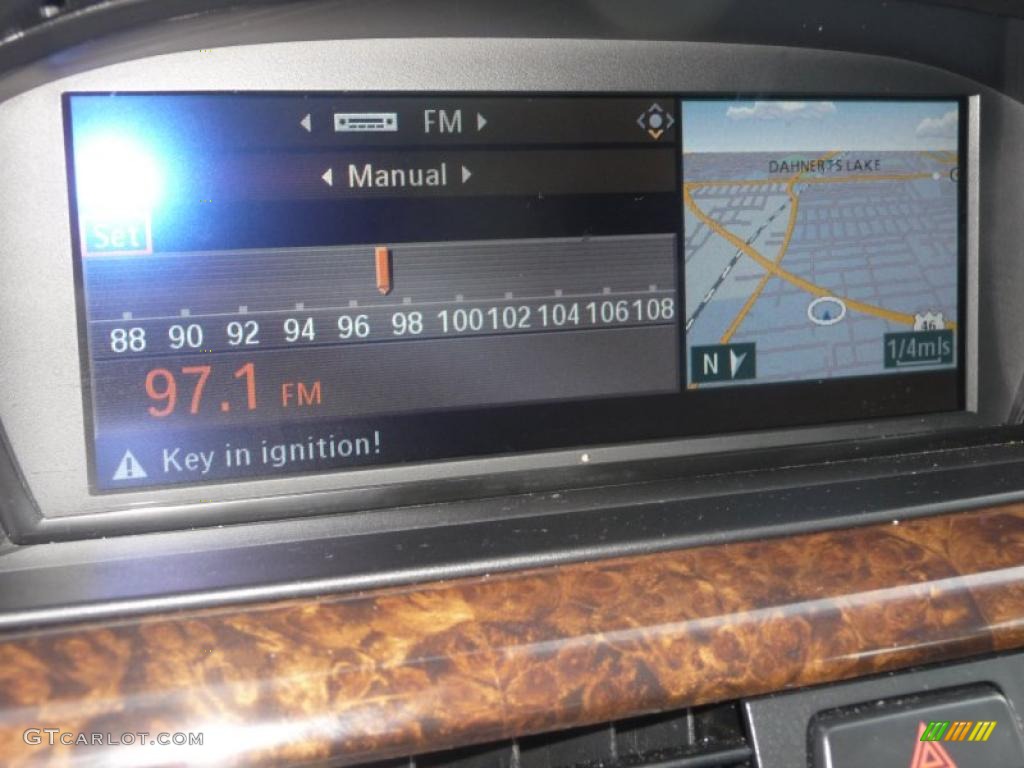 FM
Manual
Set
88 90 92 94 96 98 100 102 104 106 108
97.1 FM
Key in ignition!
DAHNERTS LAKE
46
N
1/4mls
GTCARLOT.COM